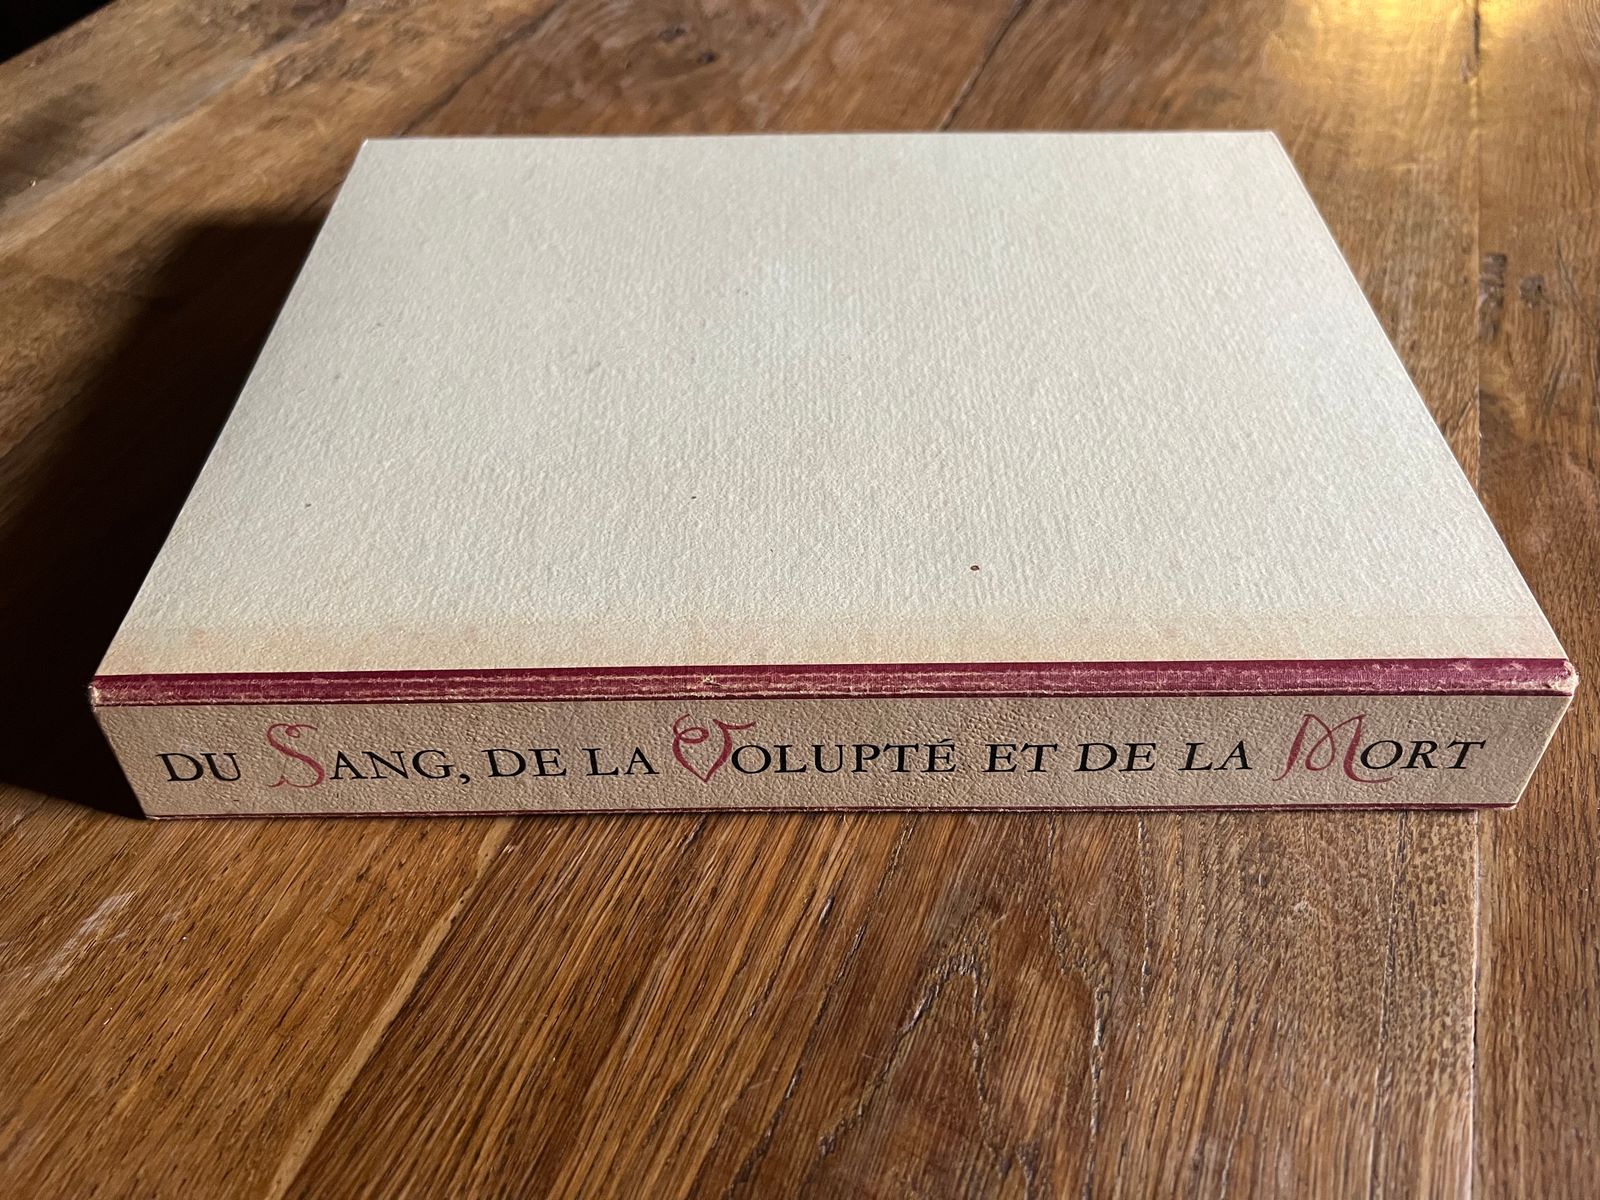 DU SANG, DE LA VOLUPTÉ ET DE LA MORT